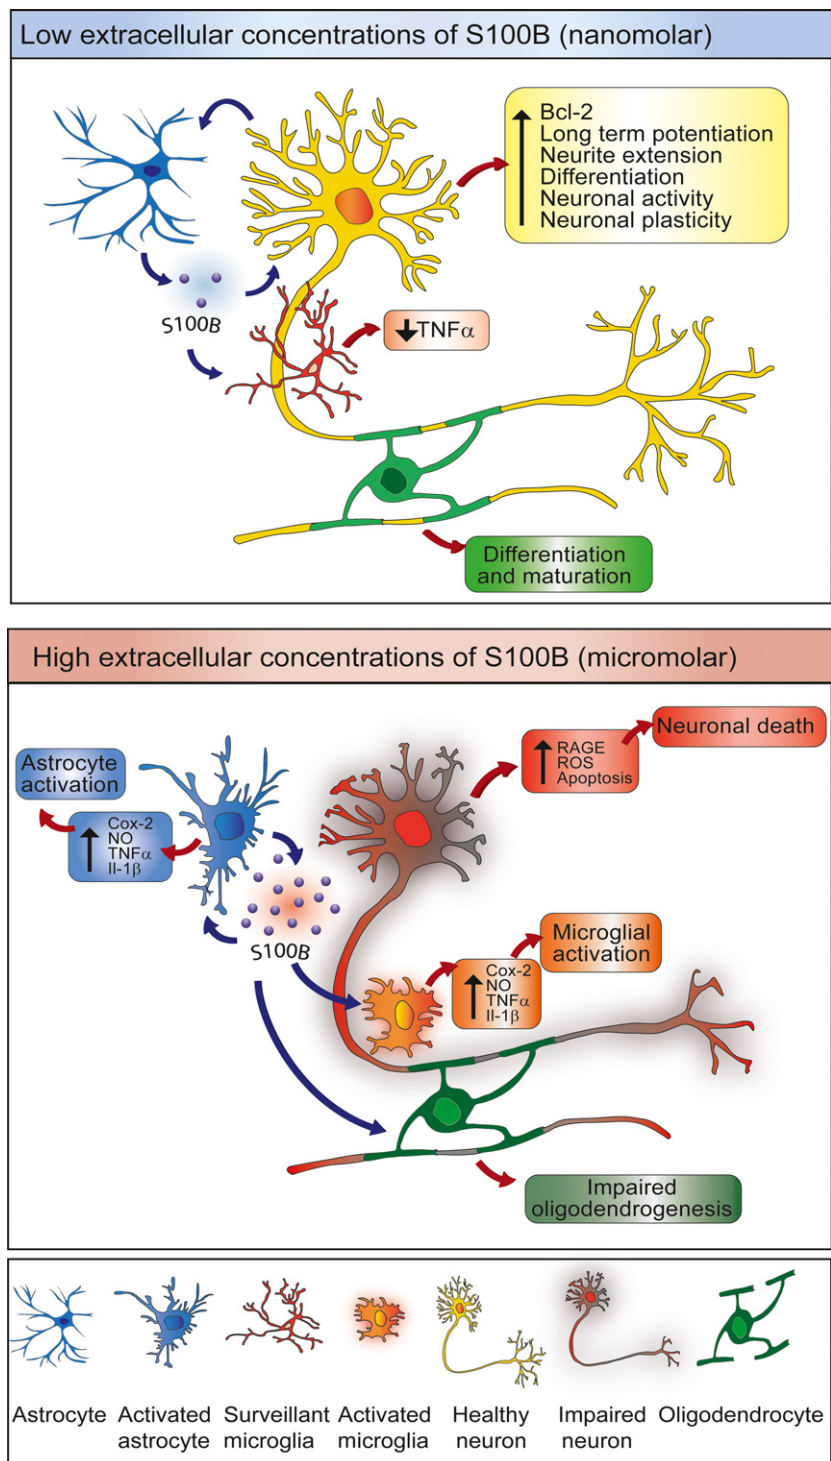 Low extracellular concentrations of S100B (nanomolar)
Bcl-2
Long term potentiation
Neurite extension
Differentiation
Neuronal activity
Neuronal plasticity
S100B
TNFα
Differentiation
and maturation
High extracellular concentrations of S100B (micromolar)
Neuronal death
RAGE
ROS
Apoptosis
Astrocyte
activation
Cox-2
NO
TNFα
Il-1β
S100B
Microglial
activation
Cox-2
NO
TNFα
Il-1β
Impaired
oligodendrogenesis
Astrocyte
Activated
astrocyte
Surveillant
microglia
Activated
microglia
Healthy
neuron
Impaired
neuron
Oligodendrocyte